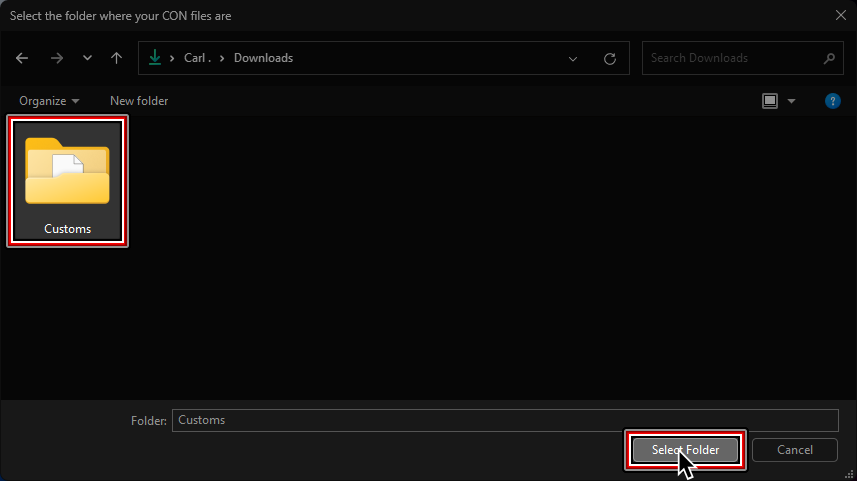 Select the folder where your CON files are
Carl . > Downloads
Search Downloads
Organize
New folder
?
Customs
Folder: Customs
Select Folder
Cancel